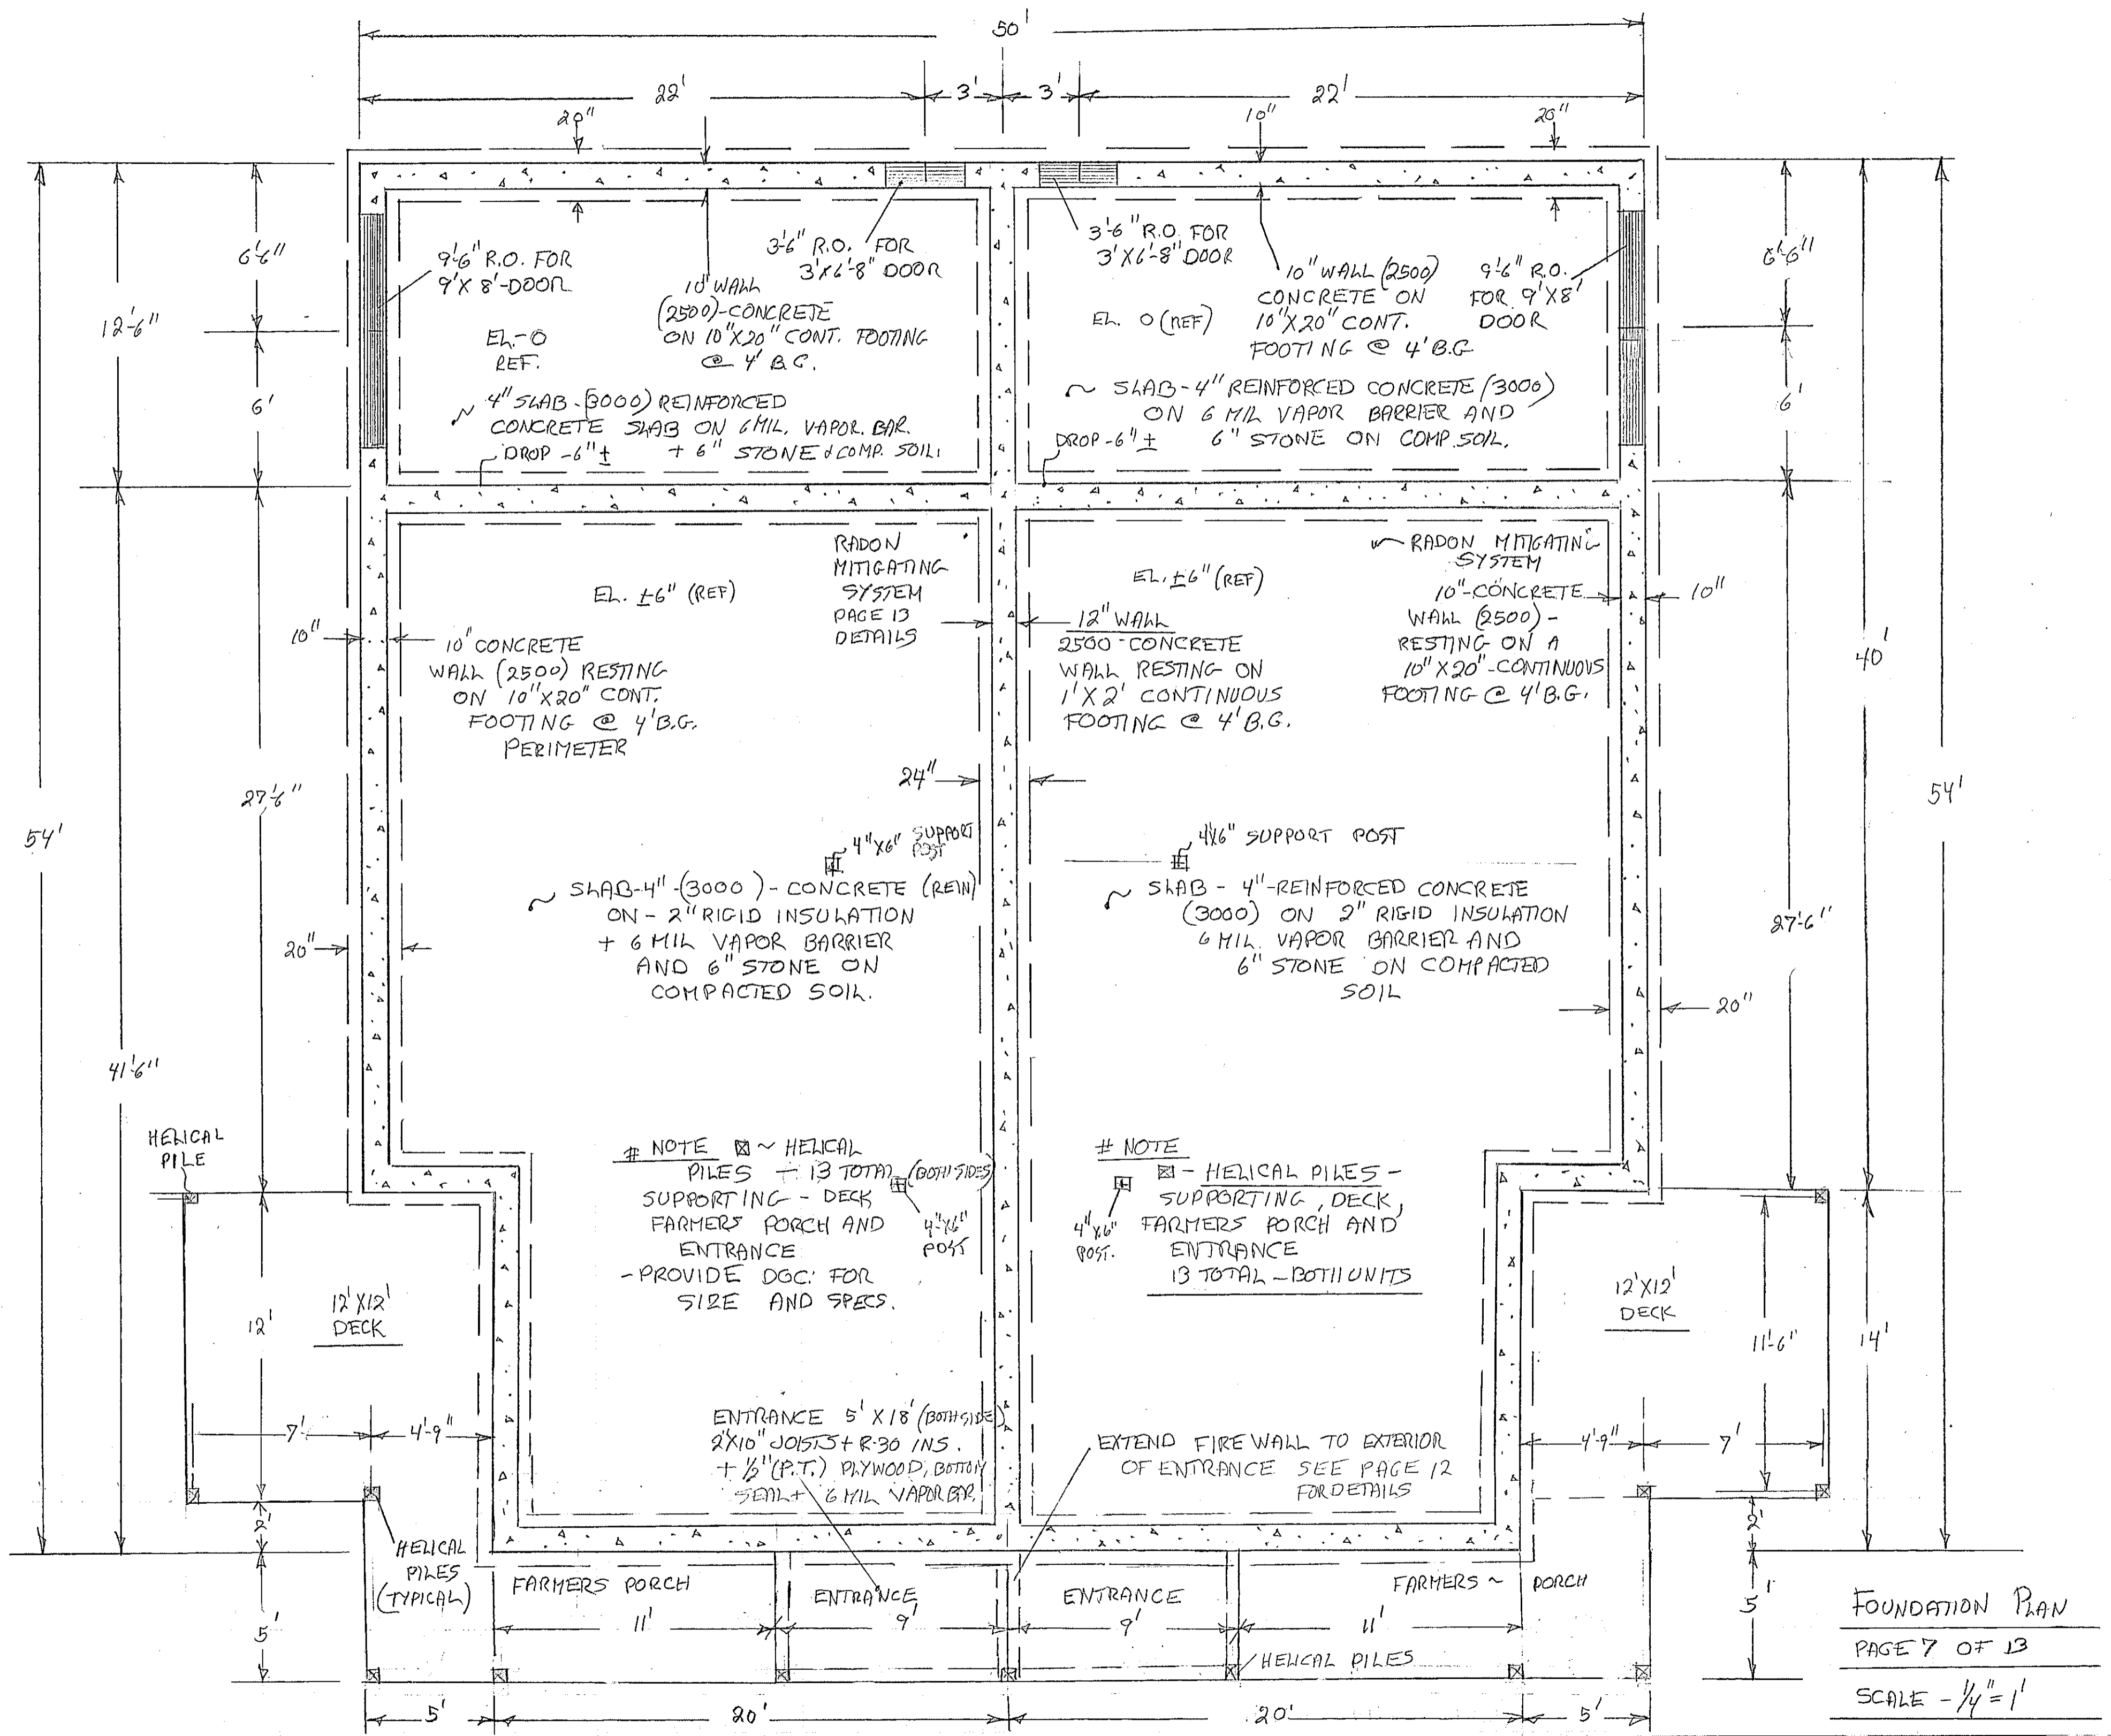 50'
22'
3'
3'
22'
20"
10"
20"
6'-6"
12'-6"
6'
9'-6" R.O. FOR
9'X8'-DOOR
3'-6" R.O. FOR
3'X6'-8" DOOR
10" WALL
(2500)-CONCRETE
ON 10"X20" CONT. FOOTING
@ 4' B.G.
EL.-0
REF.
4" SLAB-(3000) REINFORCED
CONCRETE SLAB ON 6 MIL. VAPOR. BAR.
+ 6" STONE & COMP. SOIL.
DROP-6"±
3'-6" R.O. FOR
3'X6'-8" DOOR
10" WALL (2500)
CONCRETE ON
10"X20" CONT.
FOOTING @ 4' B.G
9'-6" R.O.
FOR 9'X8'
DOOR
EL. 0 (REF)
SLAB-4" REINFORCED CONCRETE (3000)
ON 6 MIL VAPOR BARRIER AND
6" STONE ON COMP. SOIL.
DROP-6"±
6'-6"
6'
40'
54'
54'
27'-6"
41'-6"
EL. ±6" (REF)
RADON
MITIGATING
SYSTEM
PAGE 13
DETAILS
10"
10" CONCRETE
WALL (2500) RESTING
ON 10"X20" CONT.
FOOTING @ 4' B.G.
PERIMETER
EL. ±6" (REF)
12" WALL
2500-CONCRETE
WALL RESTING ON
1'X2' CONTINUOUS
FOOTING @ 4' B.G.
RADON MITIGATING
SYSTEM
10"-CONCRETE
WALL (2500)-
RESTING ON A
10"X20"-CONTINUOUS
FOOTING @ 4' B.G.
10"
24"
4"X6" SUPPORT
POST
SLAB-4"-(3000)-CONCRETE (REIN)
ON-2" RIGID INSULATION
+ 6 MIL VAPOR BARRIER
AND 6" STONE ON
COMPACTED SOIL.
20"
4X6" SUPPORT POST
SLAB - 4"-REINFORCED CONCRETE
(3000) ON 2" RIGID INSULATION
6 MIL. VAPOR BARRIER AND
6" STONE ON COMPACTED
SOIL
20"
27'-6"
HELICAL
PILE
# NOTE ~ HELICAL
PILES - 13 TOTAL (BOTH SIDES)
SUPPORTING - DECK
FARMERS PORCH AND
ENTRANCE
-PROVIDE DOC. FOR
SIZE AND SPECS.
4"X6"
POST
# NOTE
- HELICAL PILES -
SUPPORTING, DECK,
FARMERS PORCH AND
ENTRANCE
13 TOTAL - BOTH UNITS
4"X6"
POST.
12'X12'
DECK
12'
7'
4'-9"
12'X12'
DECK
11'-6"
14'
4'-9"
7'
ENTRANCE 5'X18' (BOTH SIDE)
2"X10" JOISTS + R-30 INS.
+ 1/2" (P.T.) PLYWOOD, BOTTOM
SEAL + 6 MIL VAPOR BAR.
EXTEND FIRE WALL TO EXTERIOR
OF ENTRANCE SEE PAGE 12
FOR DETAILS
2'
2'
HELICAL
PILES
(TYPICAL)
FARMERS PORCH
ENTRANCE
ENTRANCE
FARMERS ~ PORCH
5'
11'
9'
9'
11'
5'
HELICAL PILES
5'
20'
20'
5'
FOUNDATION PLAN
PAGE 7 OF 13
SCALE - 1/4" = 1'